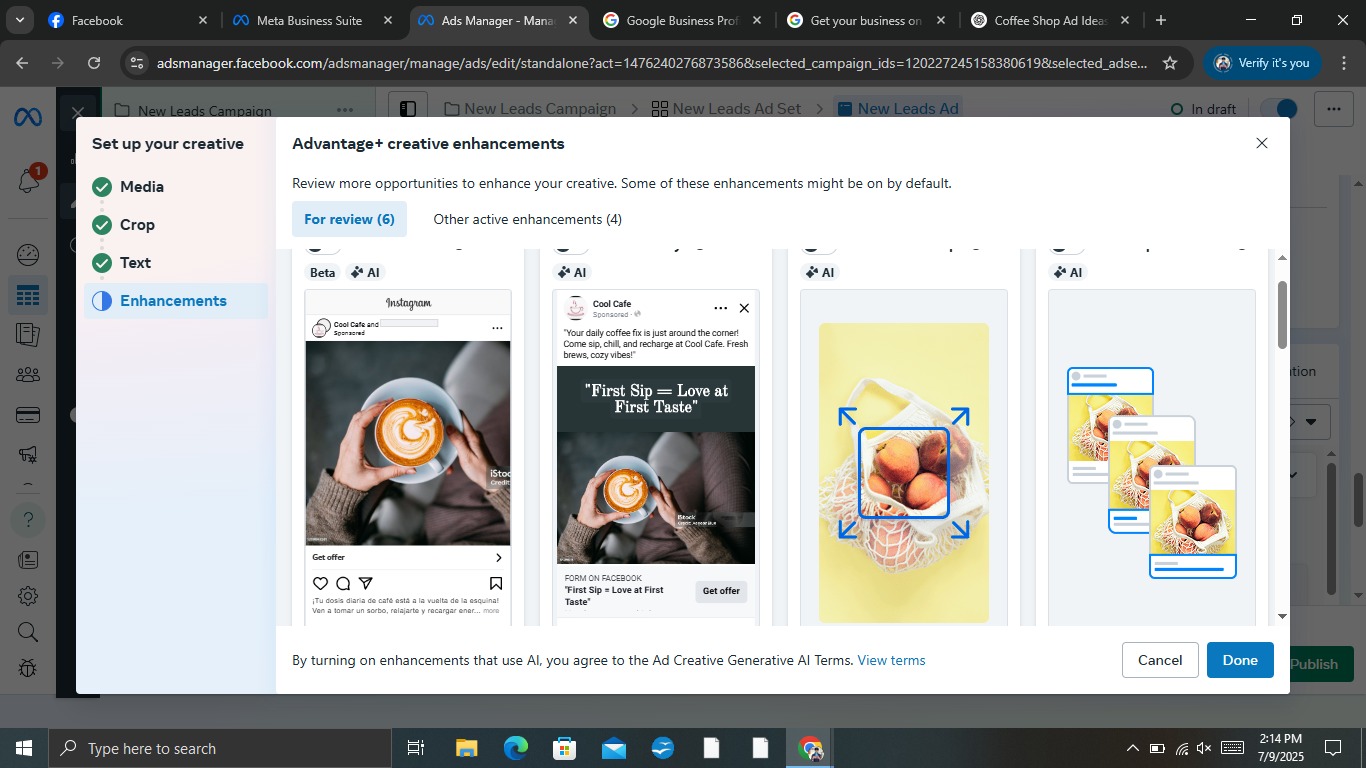 Facebook
Meta Business Suite
Ads Manager - Mana
Google Business Prof
Get your business on
Coffee Shop Ad Ideas
adsmanager.facebook.com/adsmanager/manage/ads/edit/standalone?act=1476240276873586&selected_campaign_ids=120227245158380619&selected_adse...
Verify it's you
New Leads Campaign
New Leads Campaign
New Leads Ad Set
New Leads Ad
In draft
1
Set up your creative
Media
Crop
Text
Enhancements
Advantage+ creative enhancements
Review more opportunities to enhance your creative. Some of these enhancements might be on by default.
For review (6)
Other active enhancements (4)
Beta
AI
AI
AI
AI
Instagram
Cool Cafe and
Sponsored
iStoc
Credit
Get offer
¡Tu dosis diaria de café está a la vuelta de la esquina!
Ven a tomar un sorbo, relajarte y recargar ener... more
Cool Cafe
Sponsored ·
"Your daily coffee fix is just around the corner!
Come sip, chill, and recharge at Cool Cafe. Fresh
brews, cozy vibes!"
"First Sip = Love at
First Taste"
iStock
FORM ON FACEBOOK
"First Sip = Love at First
Taste"
Get offer
By turning on enhancements that use AI, you agree to the Ad Creative Generative AI Terms. View terms
Cancel
Done
Publish
Type here to search
2:14 PM
7/9/2025